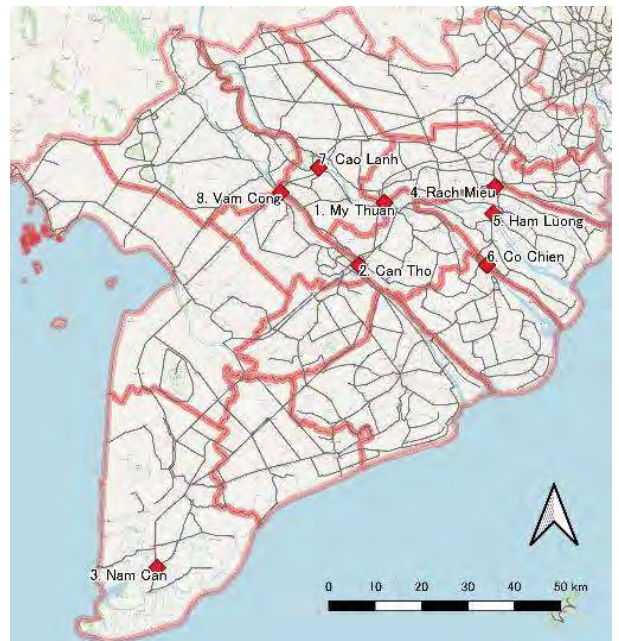 7. Cao Lanh
8. Vam Cong
4. Rach Mieu
1. My Thuan
5. Ham Luong
6. Co Chien
2. Can Tho
3. Nam Can
0 10 20 30 40 50 km